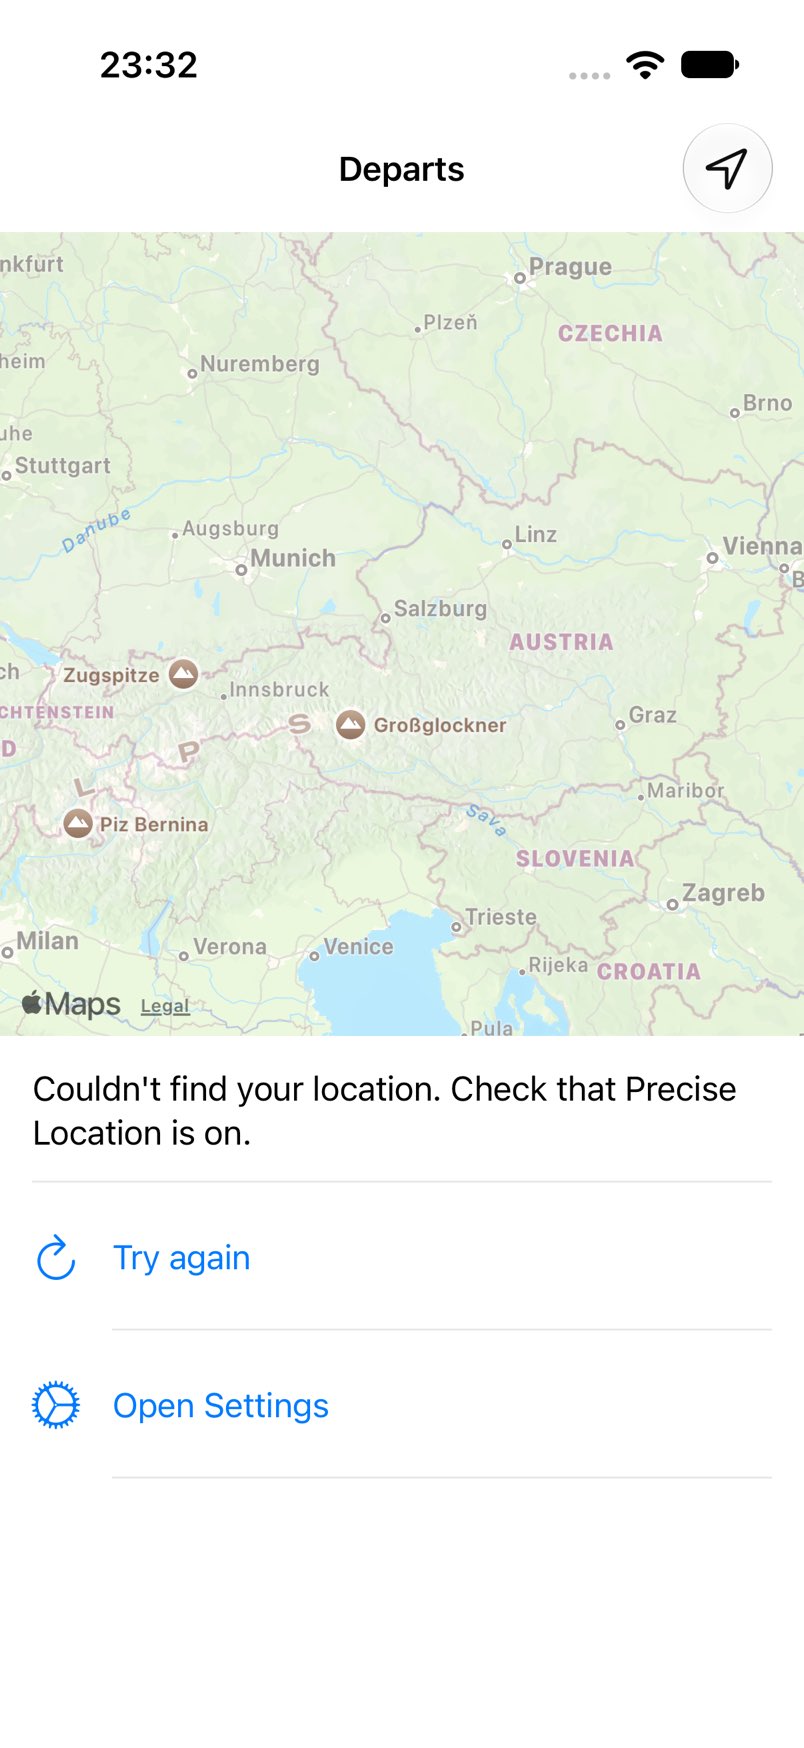 23:32
Departs
nkfurt
Prague
Plzeň
CZECHIA
heim
Nuremberg
Brno
uhe
Stuttgart
Danube
Augsburg
Linz
Munich
Vienna
B
Salzburg
AUSTRIA
ch
Zugspitze
Innsbruck
CHTENSTEIN
Graz
S
Großglockner
D
P
L
Maribor
Sava
Piz Bernina
SLOVENIA
Zagreb
Trieste
Milan
Verona
Venice
Rijeka
CROATIA
Maps
Legal
Pula
Couldn't find your location. Check that Precise
Location is on.
Try again
Open Settings